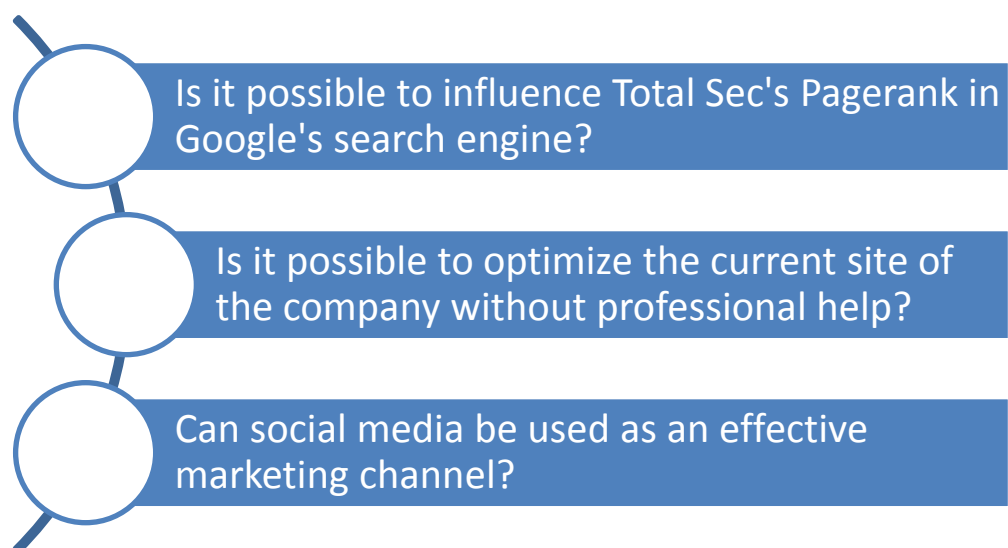 Is it possible to influence Total Sec's Pagerank in
Google's search engine?
Is it possible to optimize the current site of
the company without professional help?
Can social media be used as an effective
marketing channel?